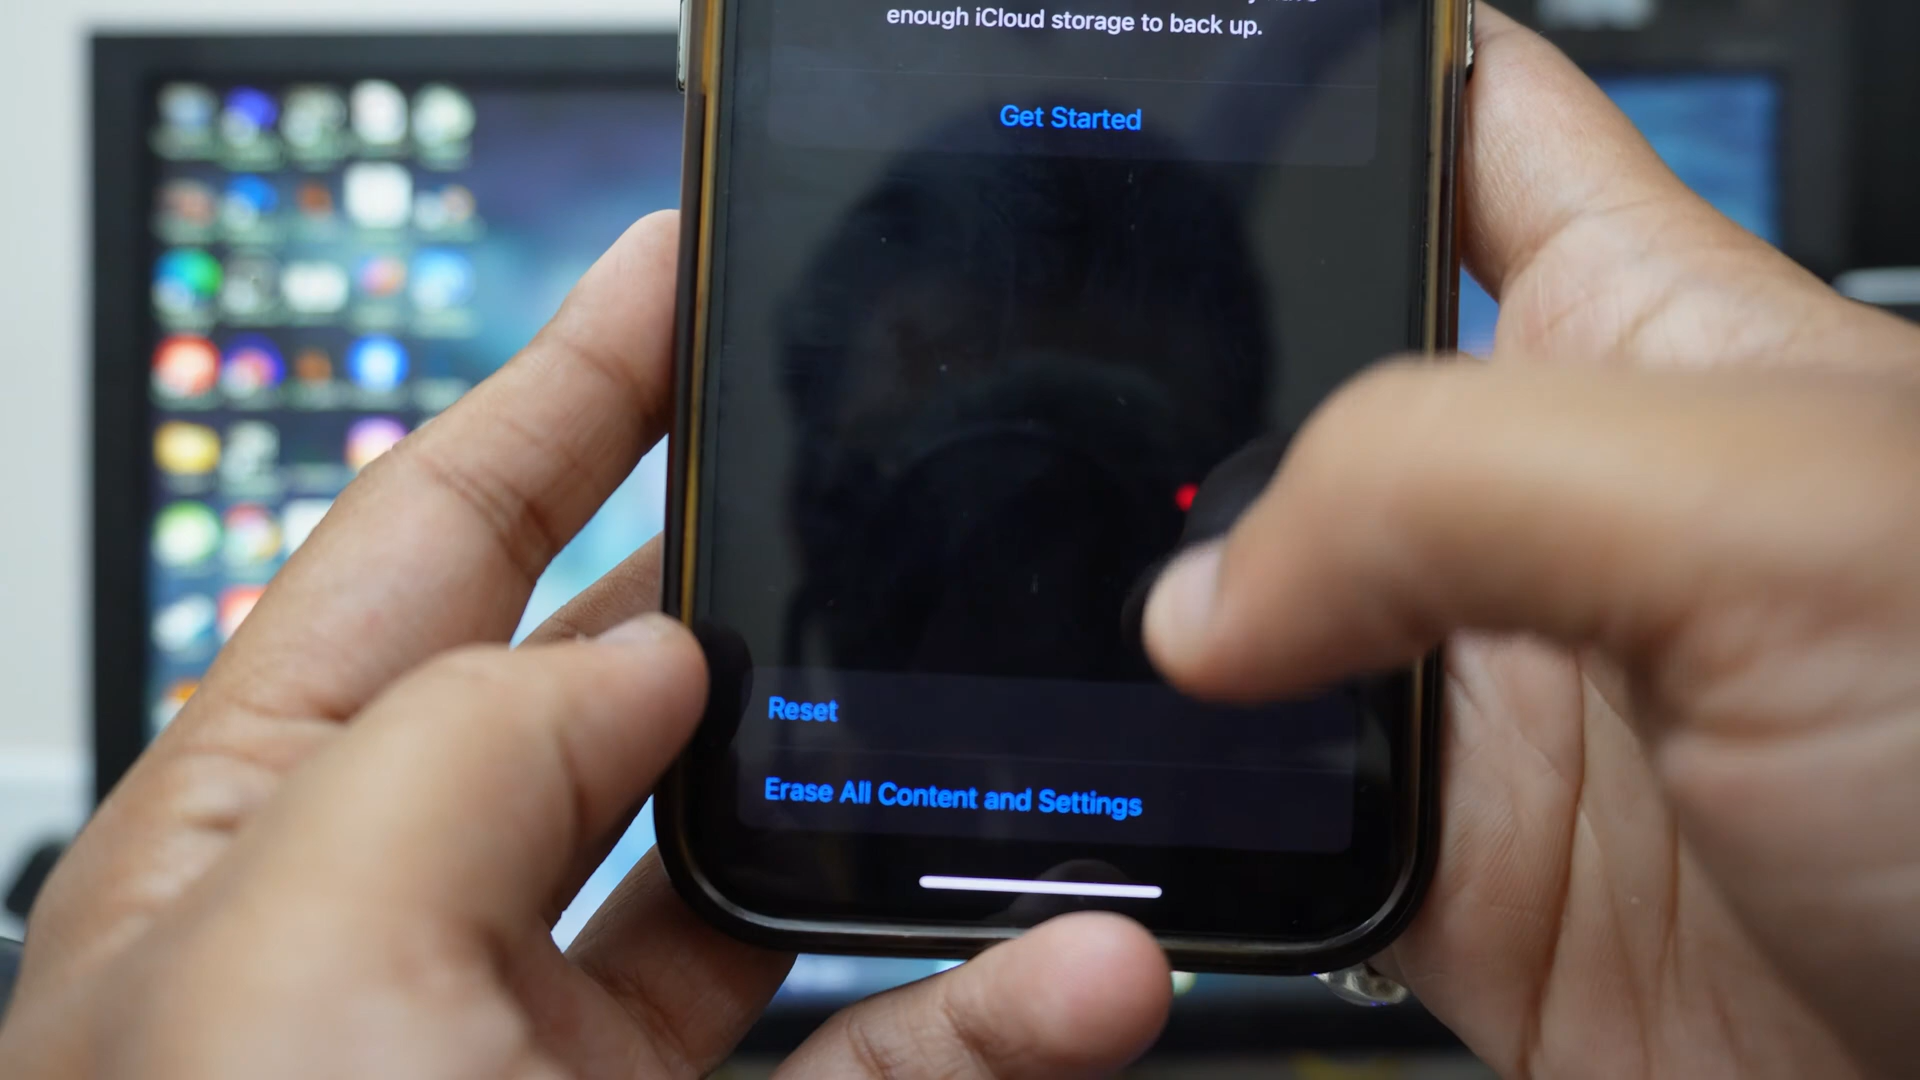 enough iCloud storage to back up.
Get Started
Reset
Erase All Content and Settings